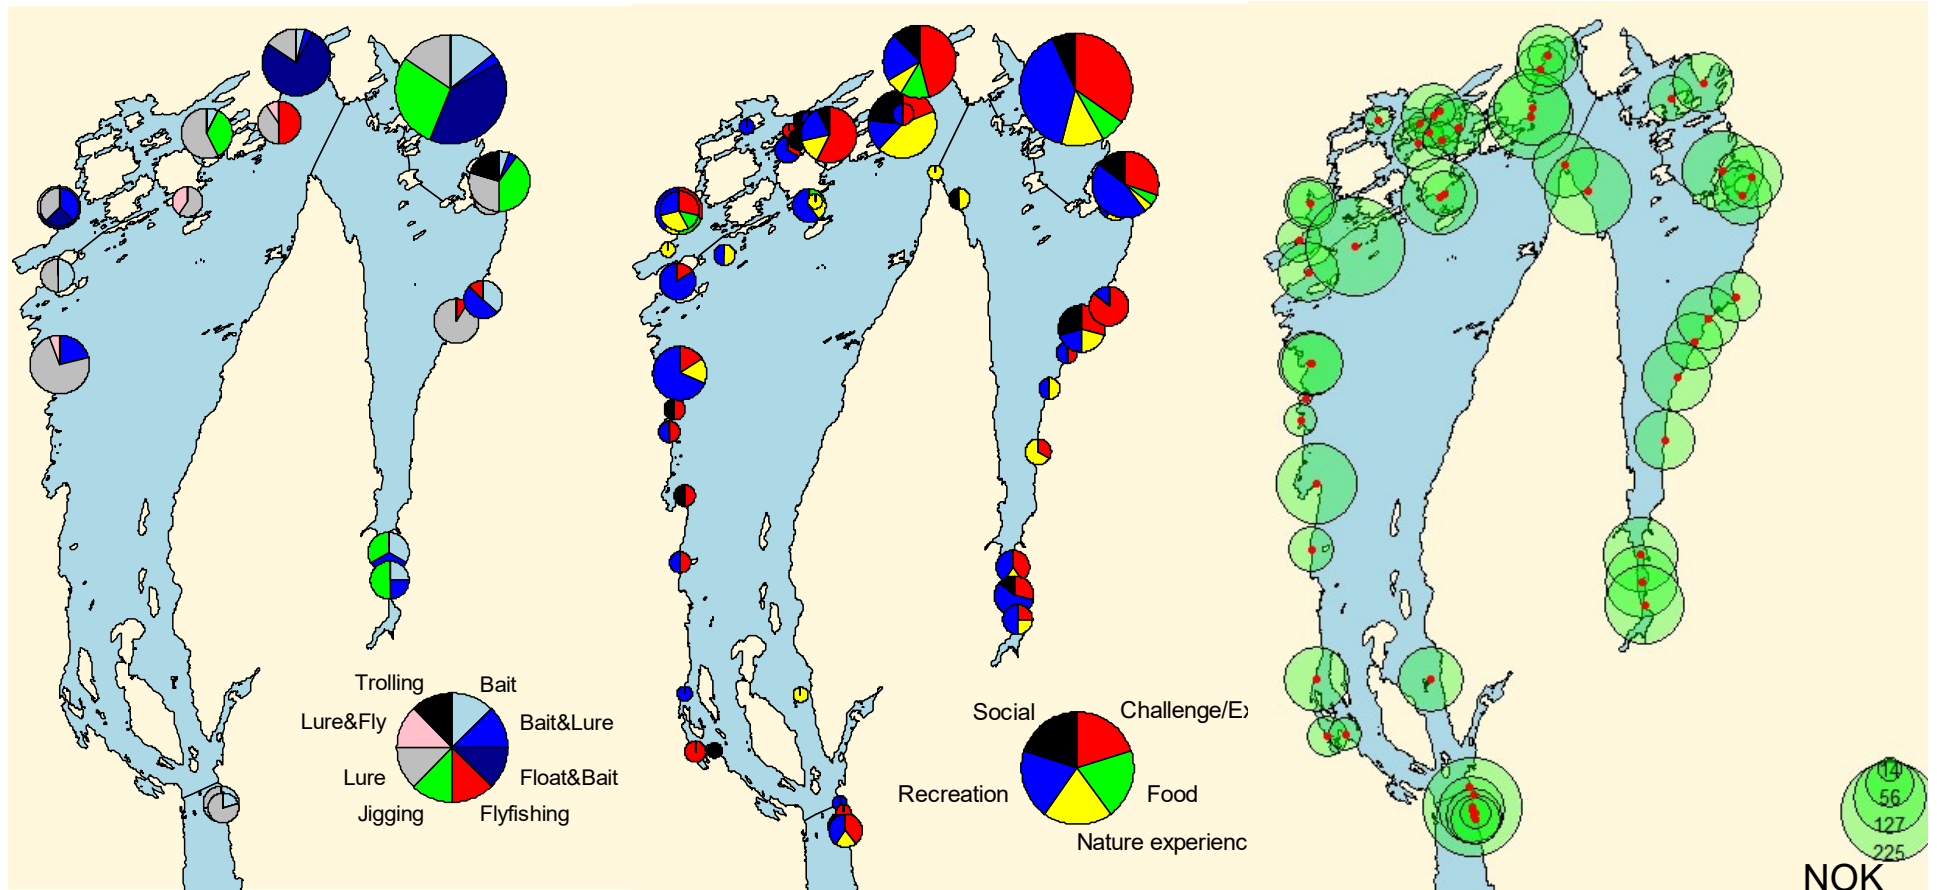 Trolling
Bait
Lure&Fly
Bait&Lure
Lure
Float&Bait
Jigging
Flyfishing
Social
Challenge/Ex
Recreation
Food
Nature experienc
14
56
127
225
NOK